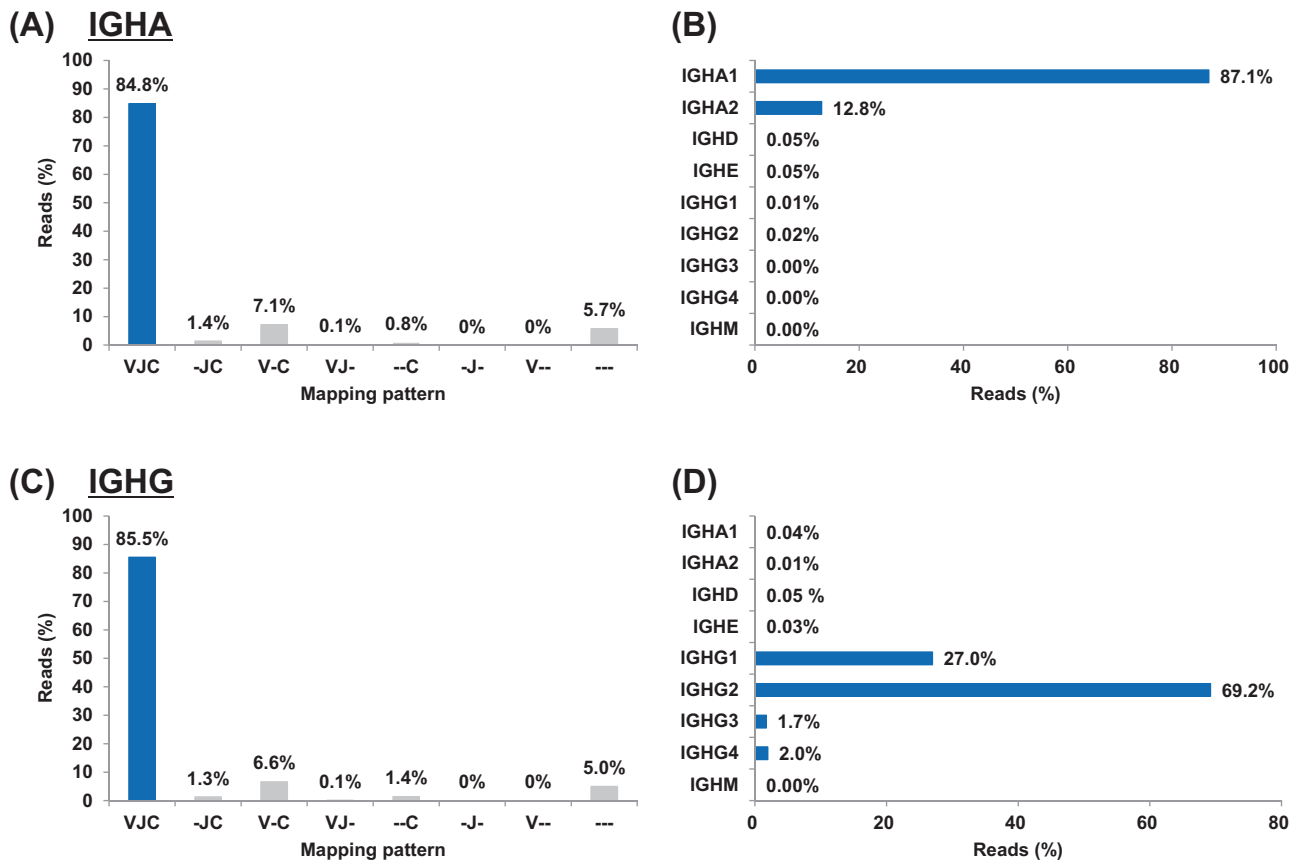 (A) IGHA
100
90
80
70
60
50
40
30
20
10
0
Reads (%)
84.8%
1.4%
7.1%
0.1%
0.8%
0%
0%
5.7%
VJC -JC V-C VJ- --C -J- V-- ---
Mapping pattern
(B)
IGHA1 87.1%
IGHA2 12.8%
IGHD 0.05%
IGHE 0.05%
IGHG1 0.01%
IGHG2 0.02%
IGHG3 0.00%
IGHG4 0.00%
IGHM 0.00%
0 20 40 60 80 100
Reads (%)
(C) IGHG
100
90
80
70
60
50
40
30
20
10
0
Reads (%)
85.5%
1.3%
6.6%
0.1%
1.4%
0%
0%
5.0%
VJC -JC V-C VJ- --C -J- V-- ---
Mapping pattern
(D)
IGHA1 0.04%
IGHA2 0.01%
IGHD 0.05 %
IGHE 0.03%
IGHG1 27.0%
IGHG2 69.2%
IGHG3 1.7%
IGHG4 2.0%
IGHM 0.00%
0 20 40 60 80
Reads (%)